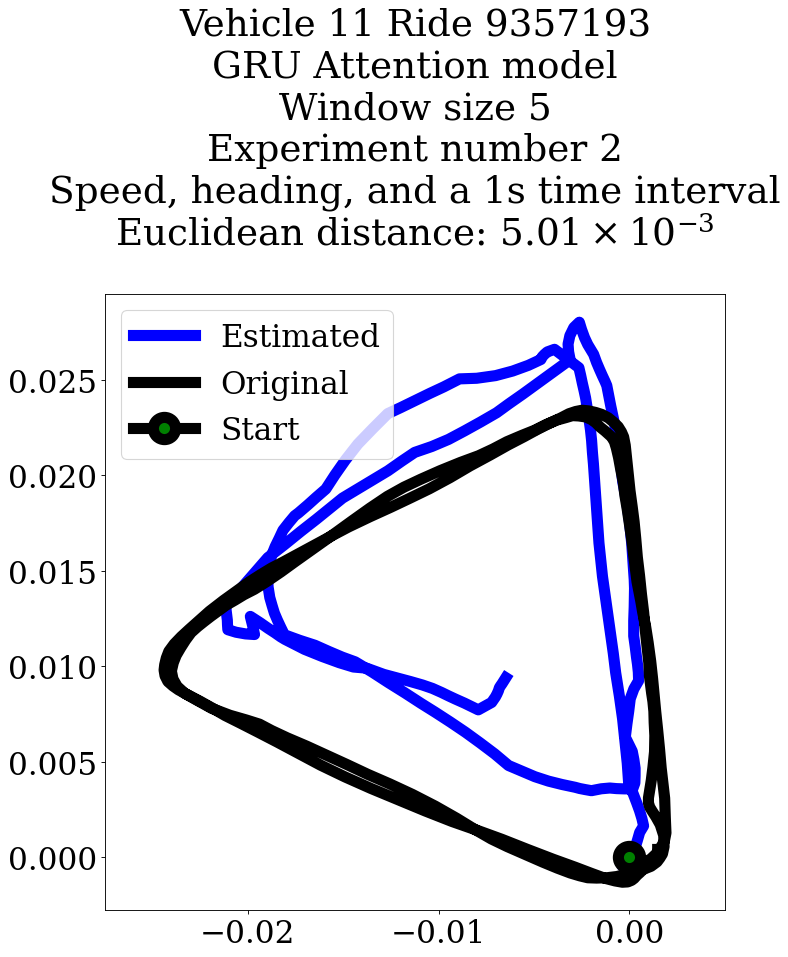 Vehicle 11 Ride 9357193
GRU Attention model
Window size 5
Experiment number 2
Speed, heading, and a 1s time interval
Euclidean distance: 5.01 × 10⁻³
Estimated
Original
Start
0.025
0.020
0.015
0.010
0.005
0.000
−0.02
−0.01
0.00